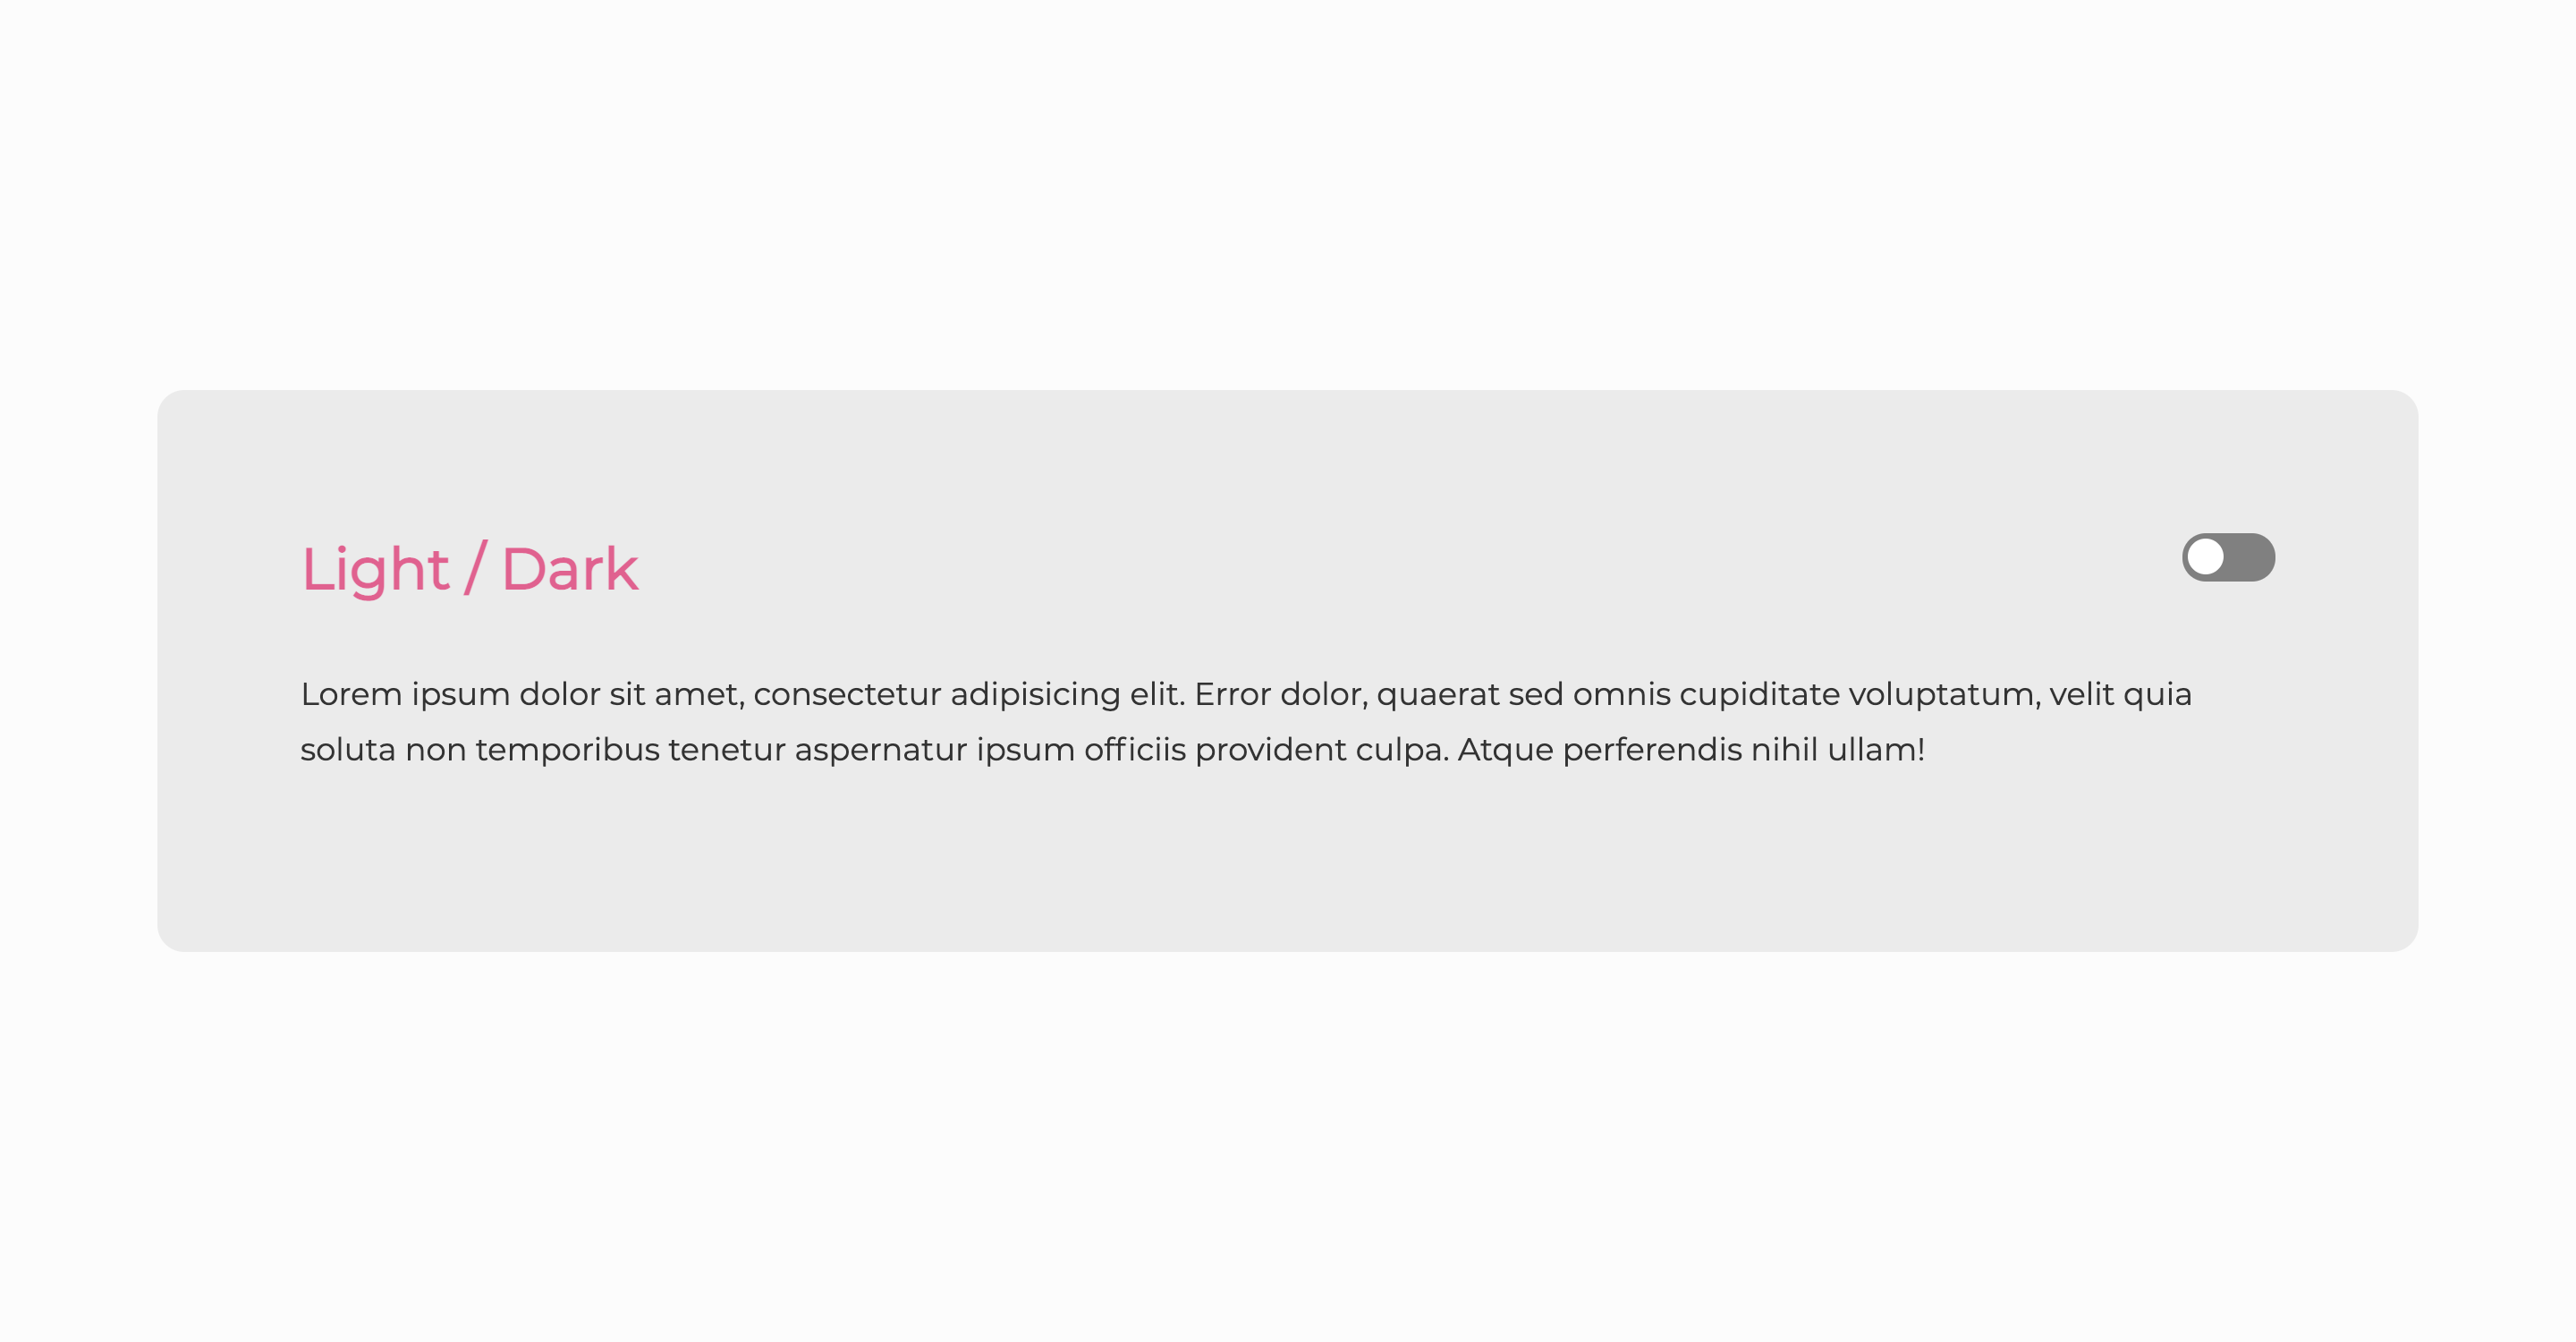 Light / Dark
Lorem ipsum dolor sit amet, consectetur adipisicing elit. Error dolor, quaerat sed omnis cupiditate voluptatum, velit quia
soluta non temporibus tenetur aspernatur ipsum officiis provident culpa. Atque perferendis nihil ullam!